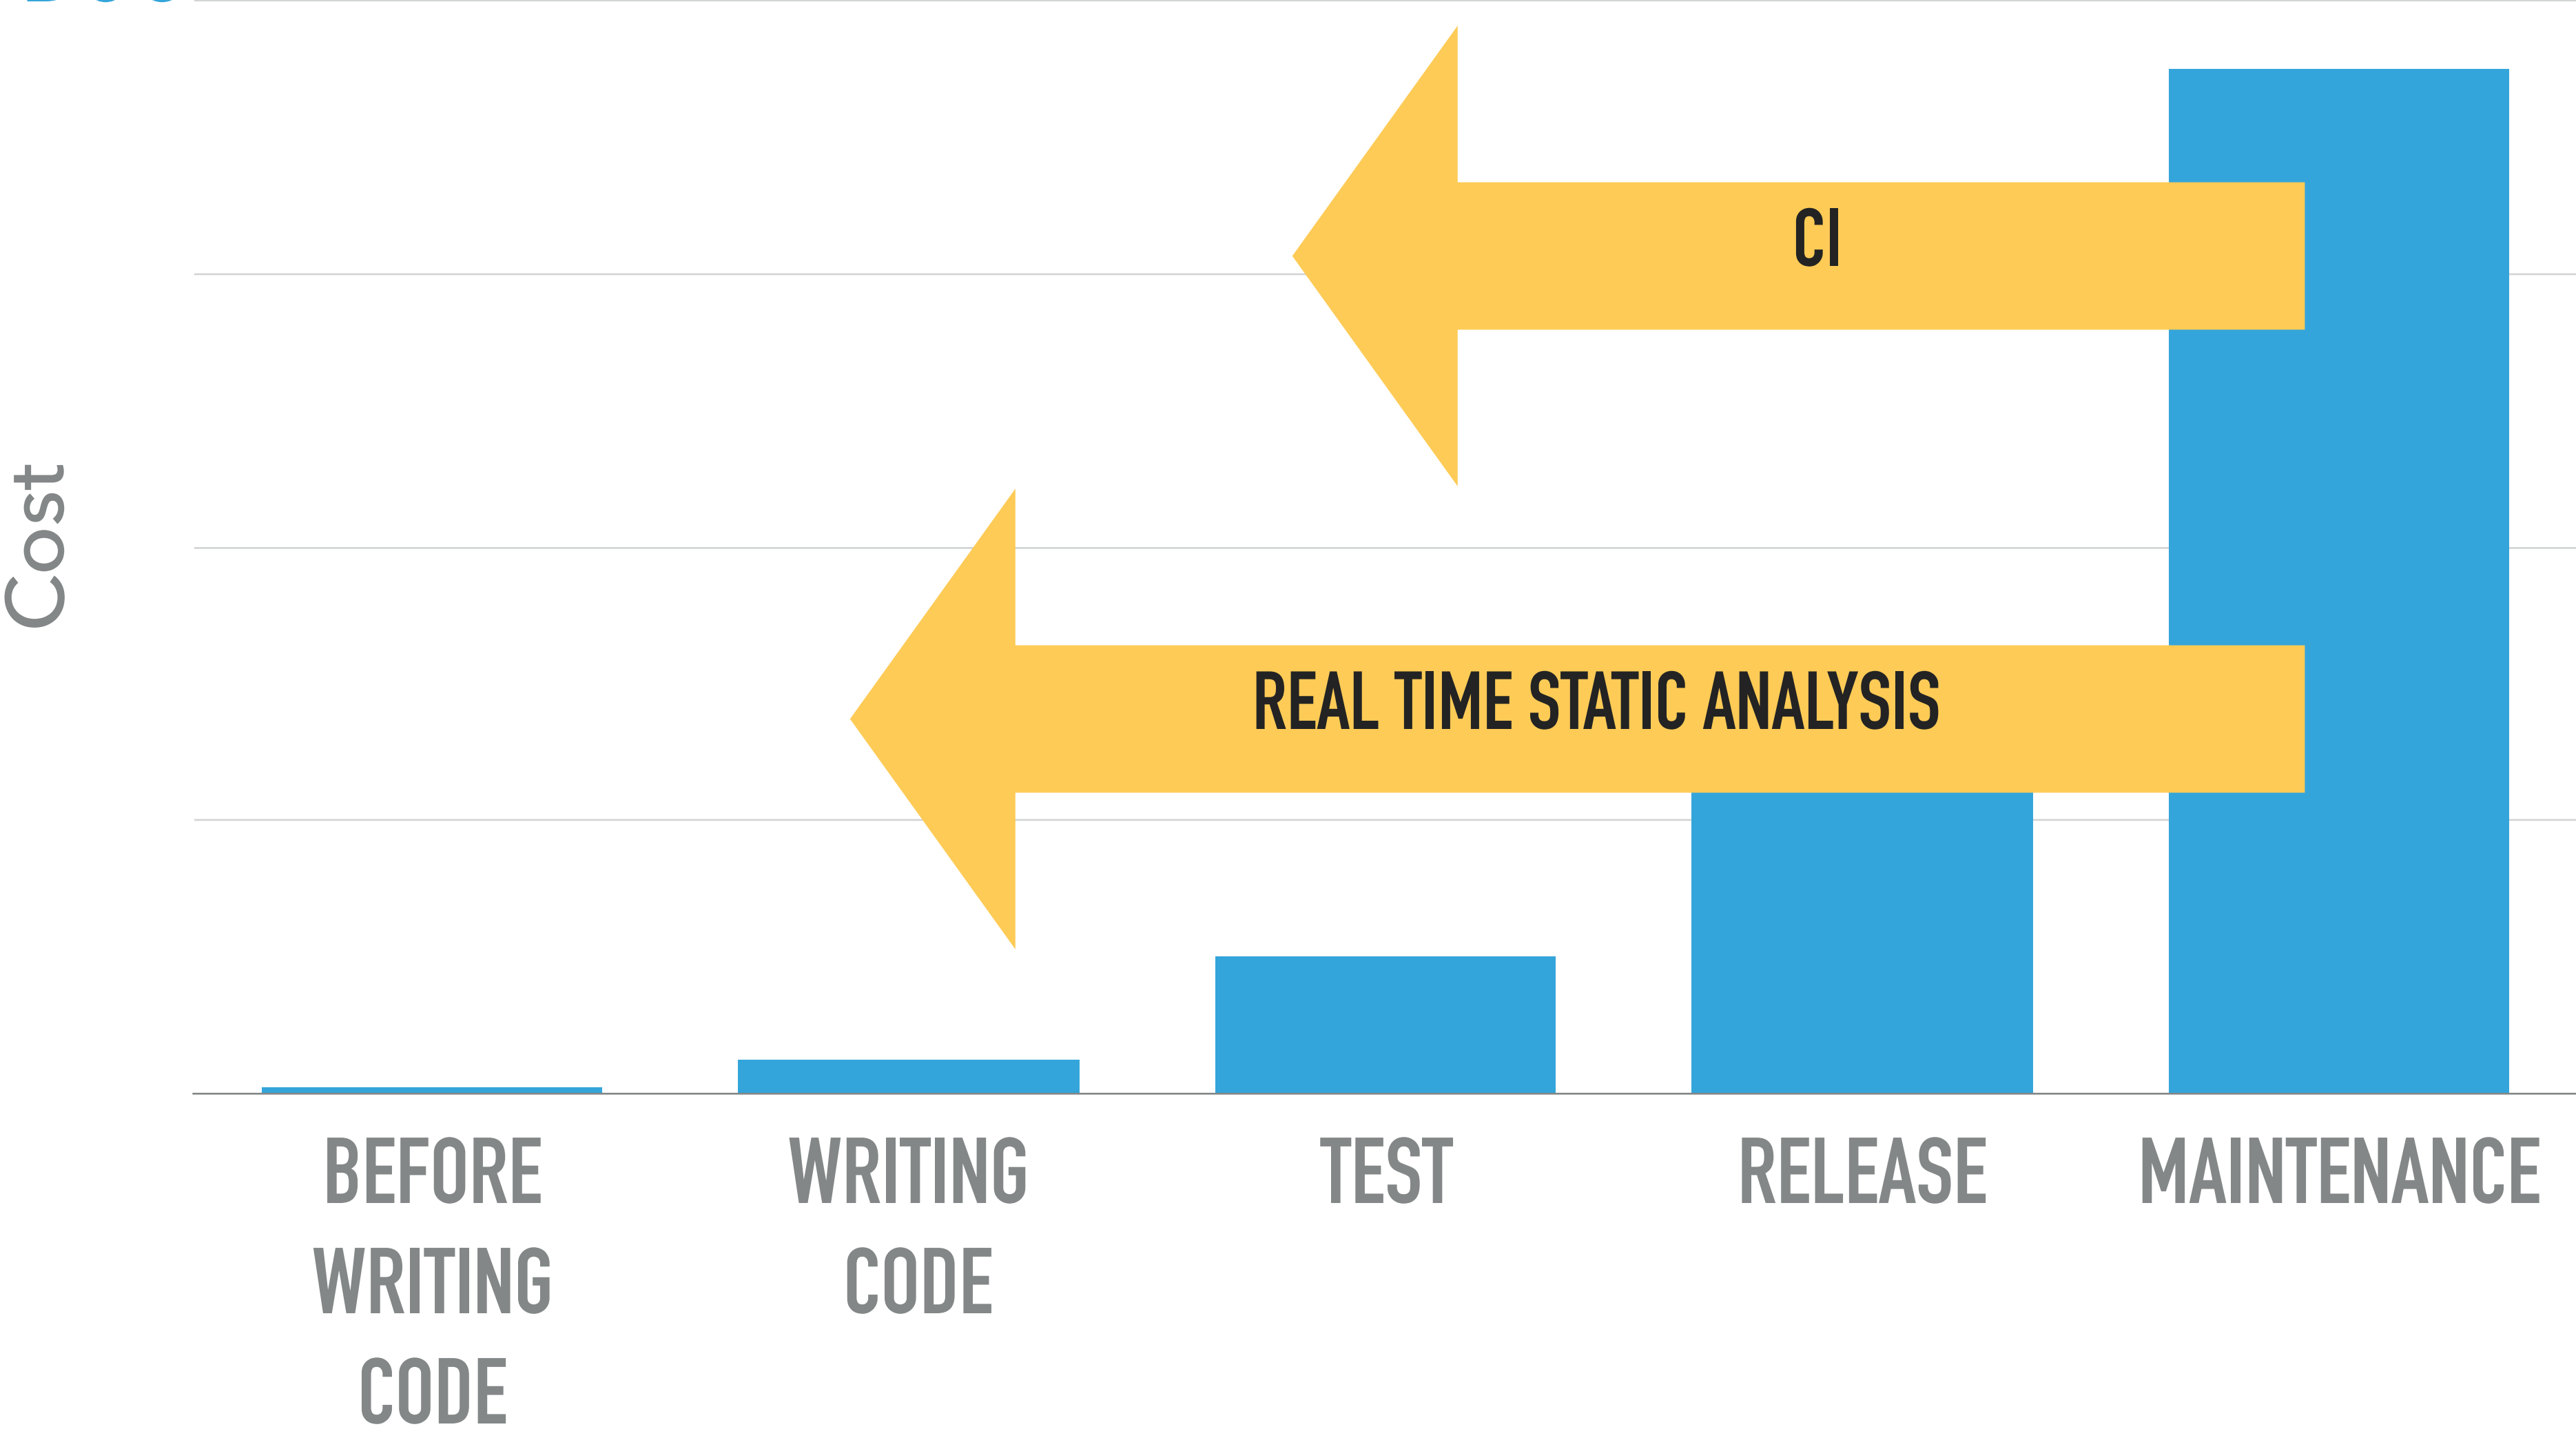 CI
Cost
REAL TIME STATIC ANALYSIS
BEFORE
WRITING
CODE
WRITING
CODE
TEST
RELEASE
MAINTENANCE